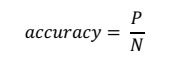 accuracy = P/N